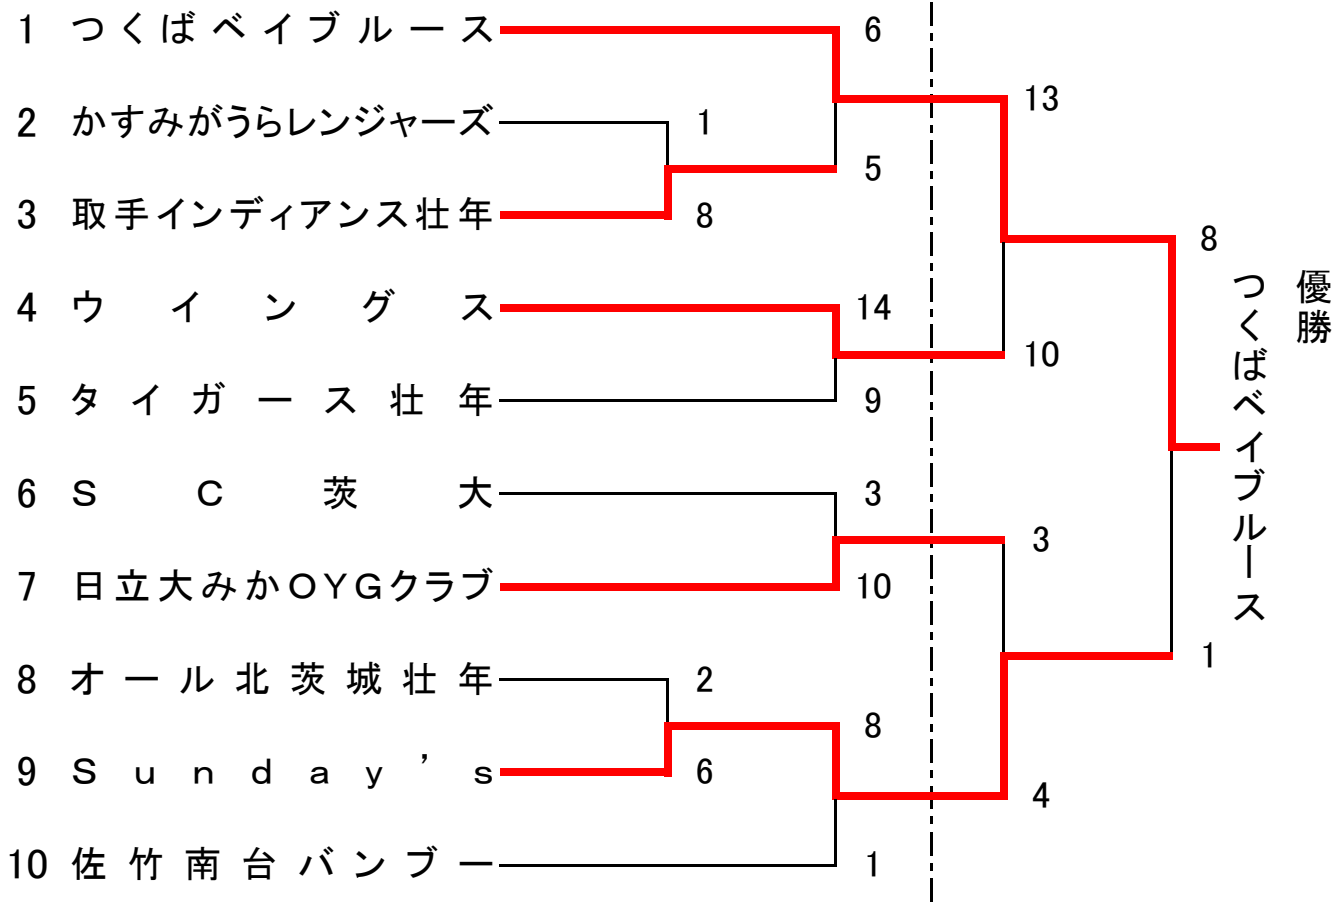 1 つくばベイブルース 6
13
2 かすみがうらレンジャーズ 1
5
3 取手インディアンス壮年 8
8
4 ウイングス 14
10
5 タイガース壮年 9
6 SC茨大 3
3
7 日立大みかOYGクラブ 10
8 オール北茨城壮年 2
1
8
9 Sunday's 6
4
10 佐竹南台バンブー 1
優勝
つくばベイブルース